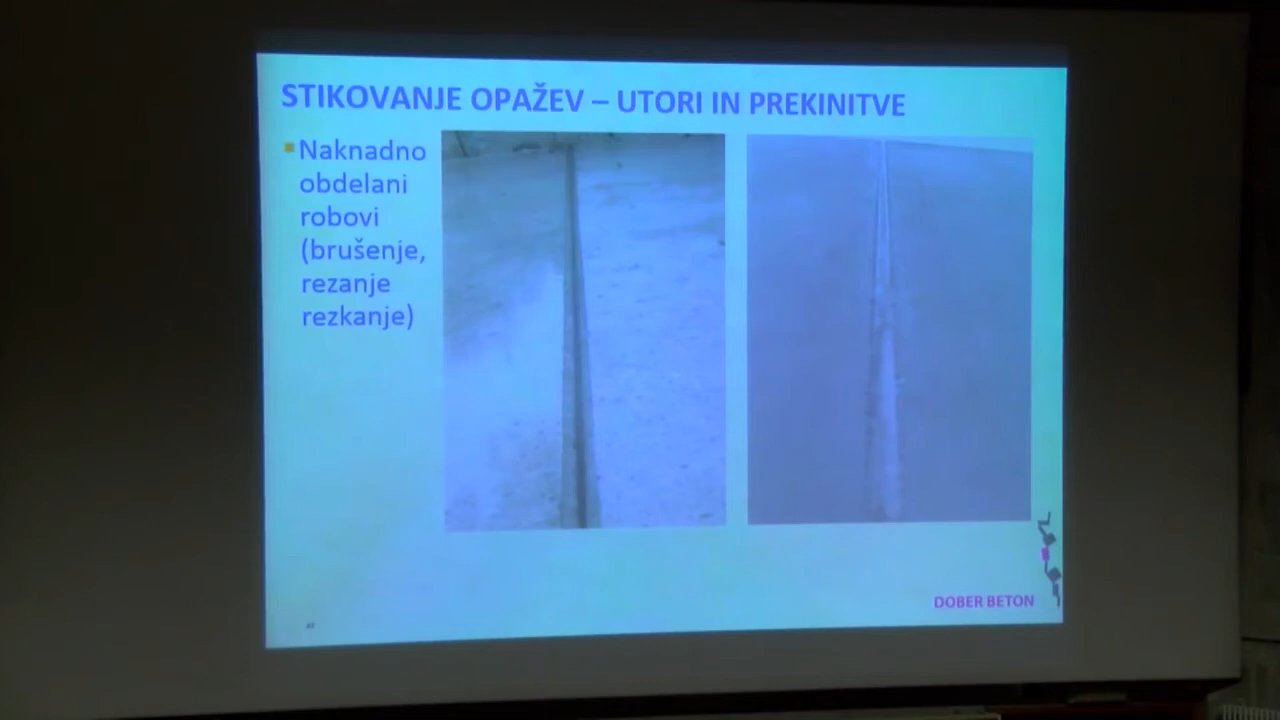 STIKOVANJE OPAŽEV – UTORI IN PREKINITVE
Naknadno
obdelani
robovi
(brušenje,
rezanje
rezkanje)
DOBER BETON